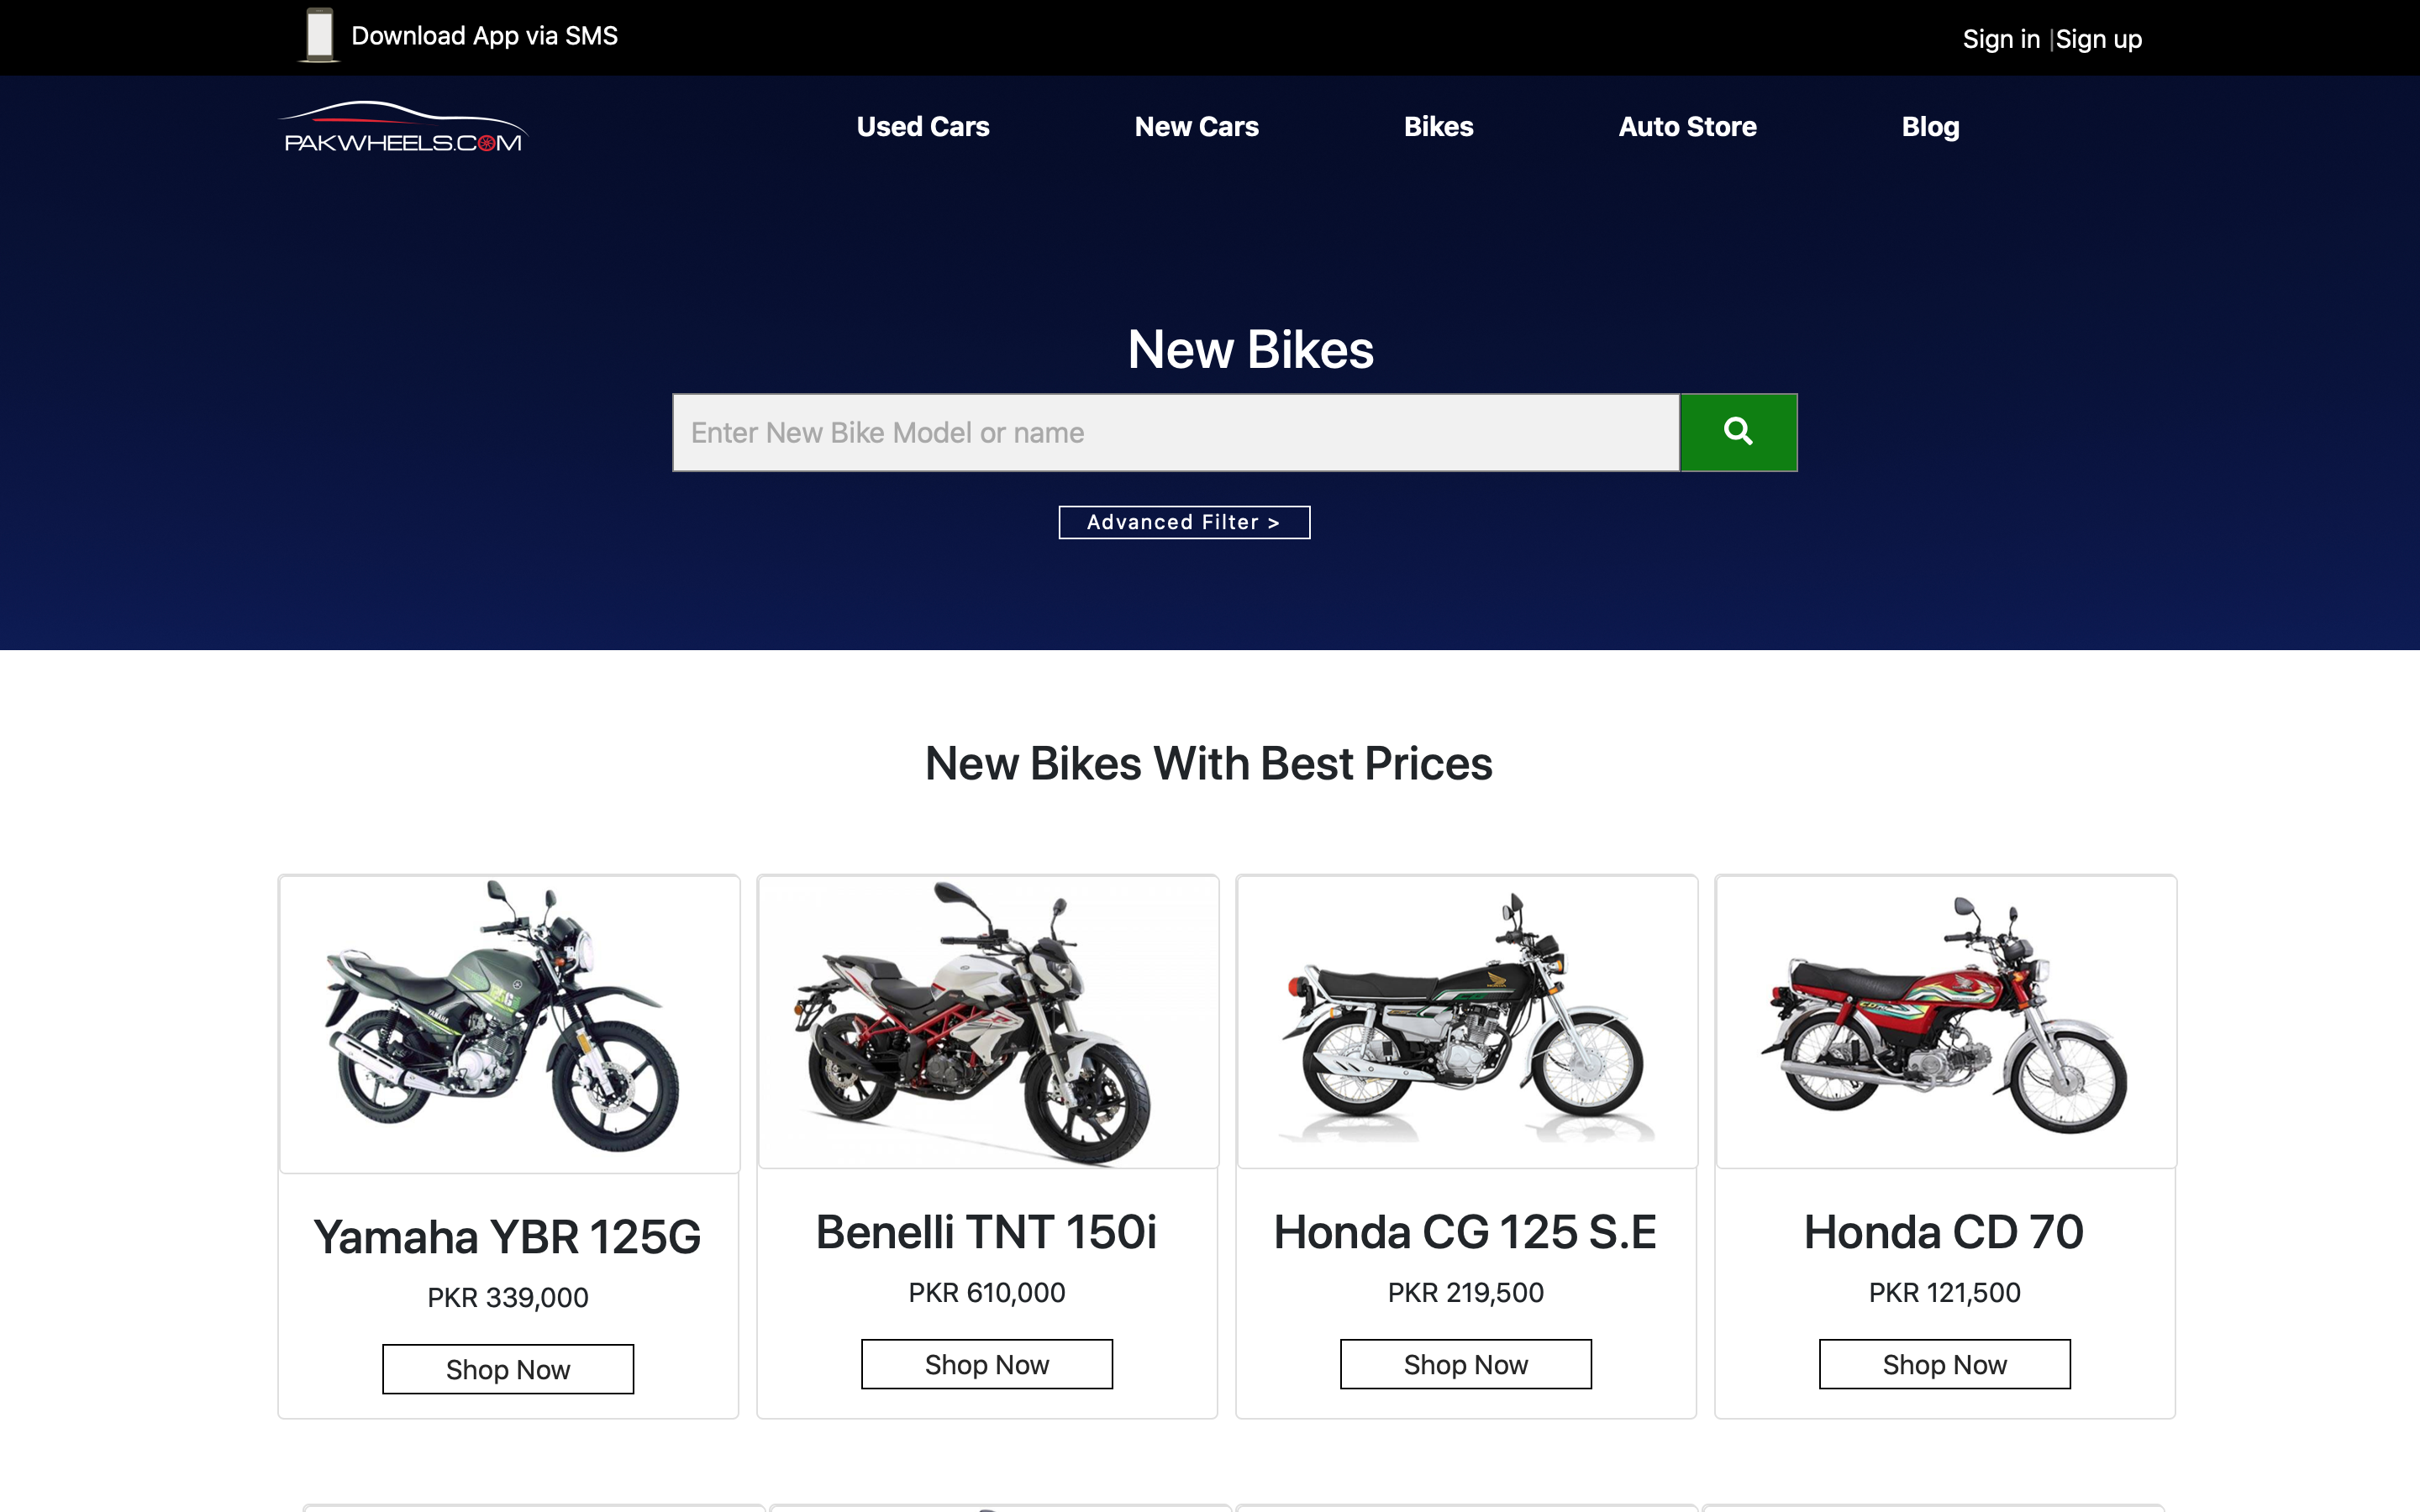 Download App via SMS
Sign in |Sign up
PAKWHEELS.COM
Used Cars
New Cars
Bikes
Auto Store
Blog
New Bikes
Enter New Bike Model or name
Advanced Filter >
New Bikes With Best Prices
Yamaha YBR 125G
PKR 339,000
Shop Now
Benelli TNT 150i
PKR 610,000
Shop Now
Honda CG 125 S.E
PKR 219,500
Shop Now
Honda CD 70
PKR 121,500
Shop Now